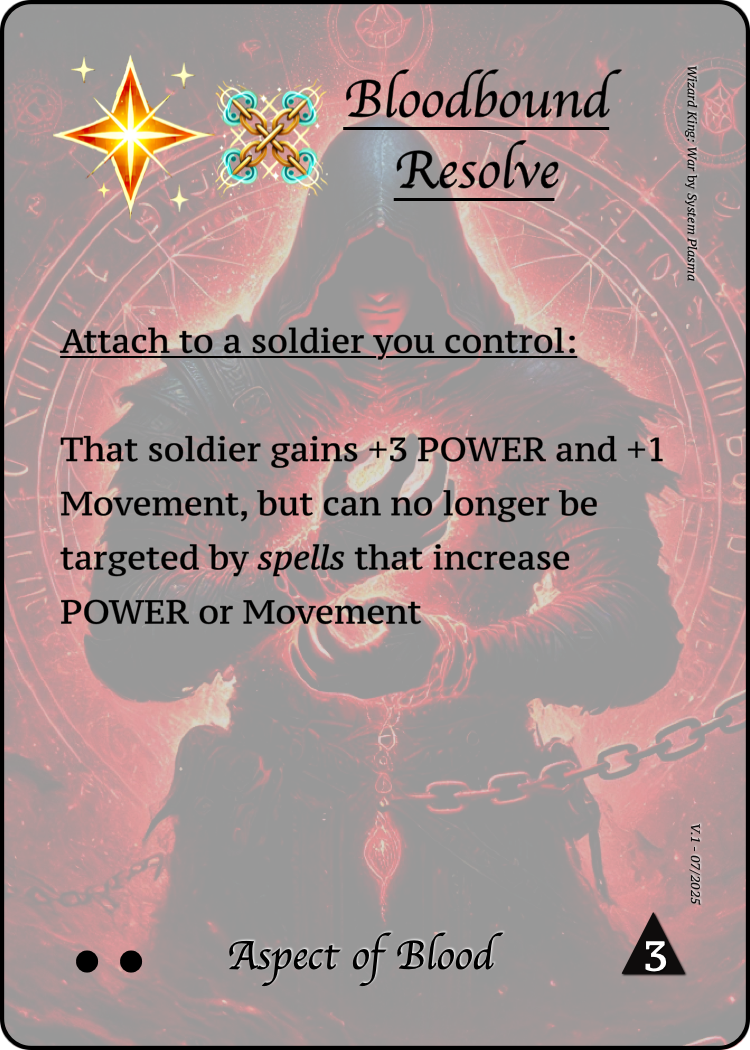 Bloodbound
Resolve
Wizard King: War by System Plasma
Attach to a soldier you control:
That soldier gains +3 POWER and +1
Movement, but can no longer be
targeted by spells that increase
POWER or Movement
V.1 - 07/2025
Aspect of Blood
3